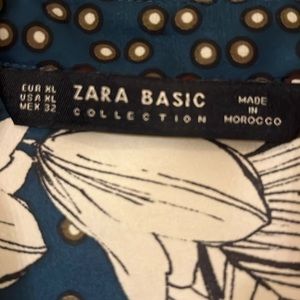 EUR XL
USA XL
MEX 32
ZARA BASIC
COLLECTION
MADE
IN
MOROCCO